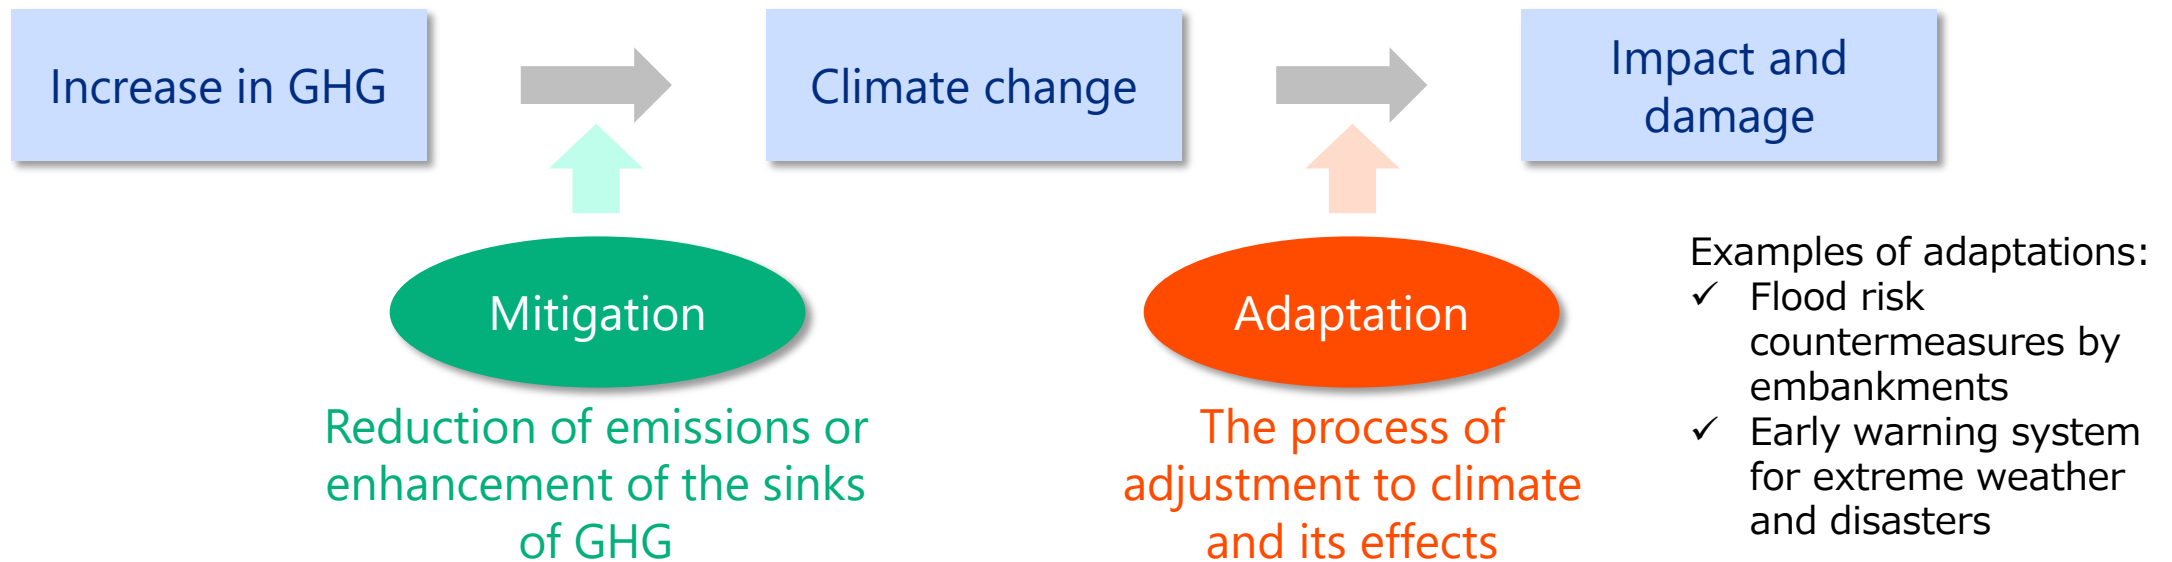 Increase in GHG
Climate change
Impact and
damage
Mitigation
Adaptation
Reduction of emissions or
enhancement of the sinks
of GHG
The process of
adjustment to climate
and its effects
Examples of adaptations:
✓ Flood risk
countermeasures by
embankments
✓ Early warning system
for extreme weather
and disasters